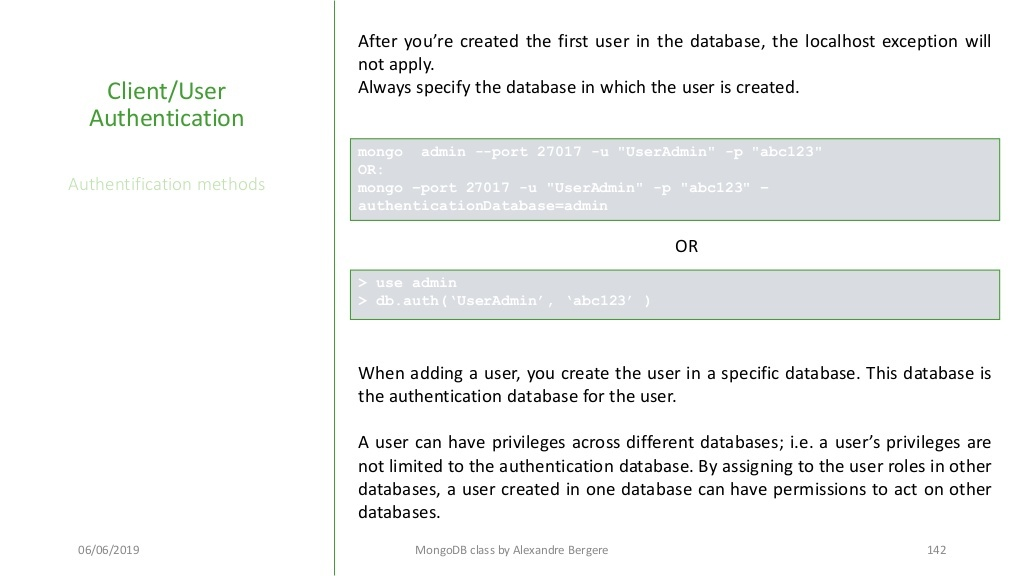 Client/User
Authentication
Authentification methods
After you’re created the first user in the database, the localhost exception will
not apply.
Always specify the database in which the user is created.
mongo  admin --port 27017 -u "UserAdmin" -p "abc123"
OR:
mongo –port 27017 -u "UserAdmin" -p "abc123" –
authenticationDatabase=admin
OR
> use admin
> db.auth(‘UserAdmin’, ‘abc123’ )
When adding a user, you create the user in a specific database. This database is
the authentication database for the user.
A user can have privileges across different databases; i.e. a user’s privileges are
not limited to the authentication database. By assigning to the user roles in other
databases, a user created in one database can have permissions to act on other
databases.
06/06/2019
MongoDB class by Alexandre Bergere
142